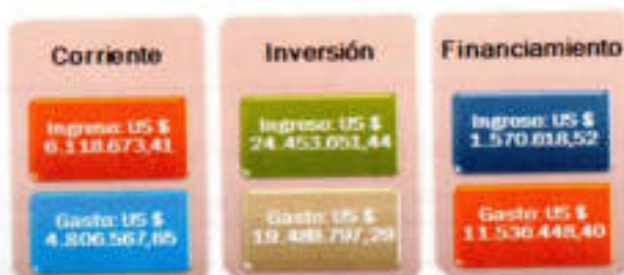 Corriente
Ingreso: US $
6.118.673,41
Gasto: US $
4.806.567,65
Inversión
Ingreso: US $
24.453.651,44
Gasto: US $
19.488.797,29
Financiamiento
Ingreso: US $
1.570.618,52
Gasto: US $
11.536.448,40